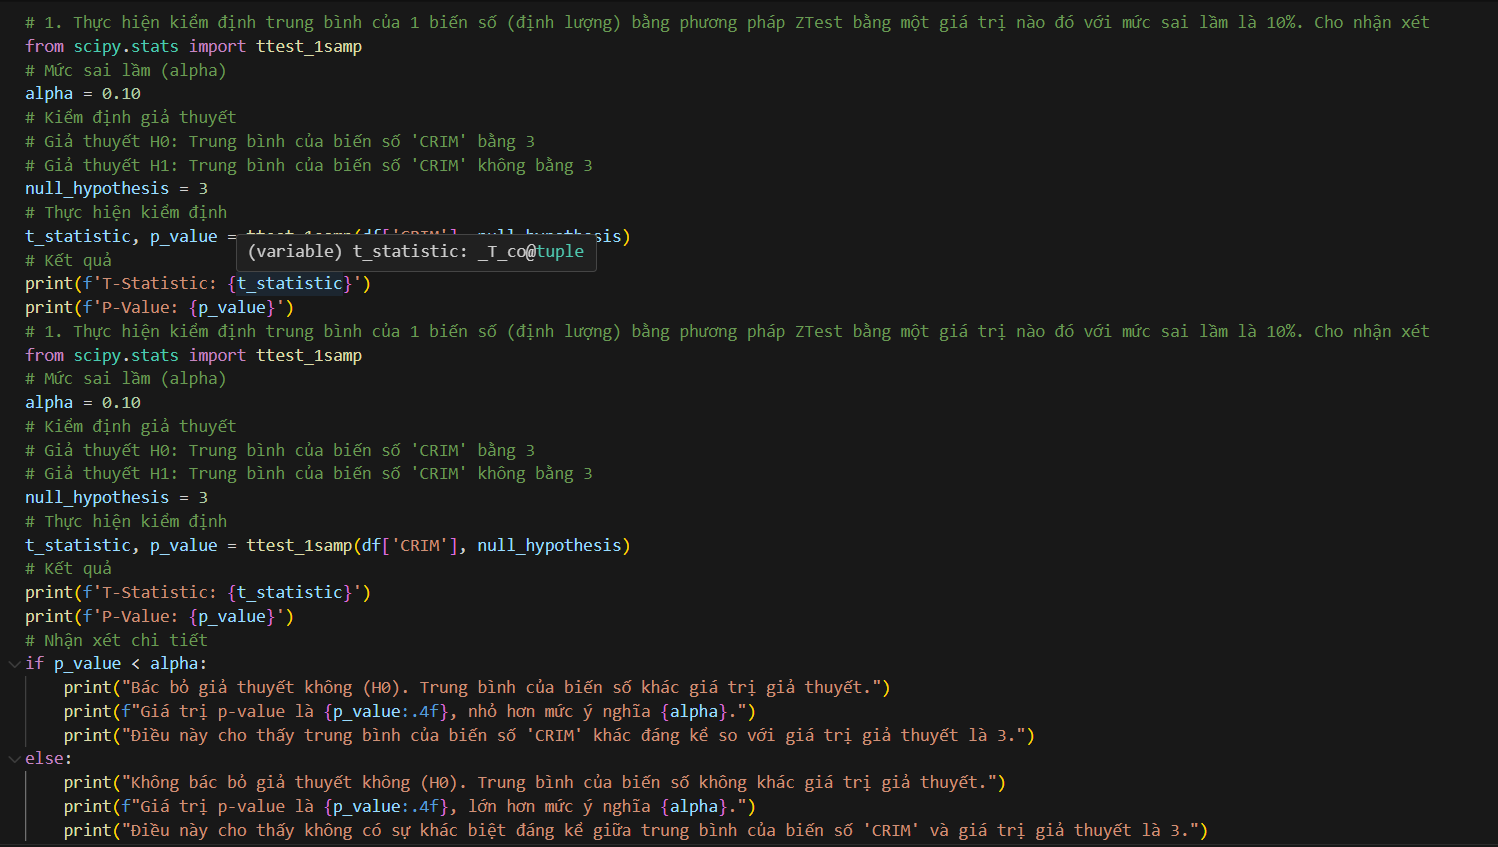 # 1. Thực hiện kiểm định trung bình của 1 biến số (định lượng) bằng phương pháp ZTest bằng một giá trị nào đó với mức sai lầm là 10%. Cho nhận xét
from scipy.stats import ttest_1samp
# Mức sai lầm (alpha)
alpha = 0.10
# Kiểm định giả thuyết
# Giả thuyết H0: Trung bình của biến số 'CRIM' bằng 3
# Giả thuyết H1: Trung bình của biến số 'CRIM' không bằng 3
null_hypothesis = 3
# Thực hiện kiểm định
t_statistic, p_value = ttest_1samp(df['CRIM'], null_hypothesis)
(variable) t_statistic: _T_co@tuple
# Kết quả
print(f'T-Statistic: {t_statistic}')
print(f'P-Value: {p_value}')
# 1. Thực hiện kiểm định trung bình của 1 biến số (định lượng) bằng phương pháp ZTest bằng một giá trị nào đó với mức sai lầm là 10%. Cho nhận xét
from scipy.stats import ttest_1samp
# Mức sai lầm (alpha)
alpha = 0.10
# Kiểm định giả thuyết
# Giả thuyết H0: Trung bình của biến số 'CRIM' bằng 3
# Giả thuyết H1: Trung bình của biến số 'CRIM' không bằng 3
null_hypothesis = 3
# Thực hiện kiểm định
t_statistic, p_value = ttest_1samp(df['CRIM'], null_hypothesis)
# Kết quả
print(f'T-Statistic: {t_statistic}')
print(f'P-Value: {p_value}')
# Nhận xét chi tiết
if p_value < alpha:
    print("Bác bỏ giả thuyết không (H0). Trung bình của biến số khác giá trị giả thuyết.")
    print(f"Giá trị p-value là {p_value:.4f}, nhỏ hơn mức ý nghĩa {alpha}.")
    print("Điều này cho thấy trung bình của biến số 'CRIM' khác đáng kể so với giá trị giả thuyết là 3.")
else:
    print("Không bác bỏ giả thuyết không (H0). Trung bình của biến số không khác giá trị giả thuyết.")
    print(f"Giá trị p-value là {p_value:.4f}, lớn hơn mức ý nghĩa {alpha}.")
    print("Điều này cho thấy không có sự khác biệt đáng kể giữa trung bình của biến số 'CRIM' và giá trị giả thuyết là 3.")